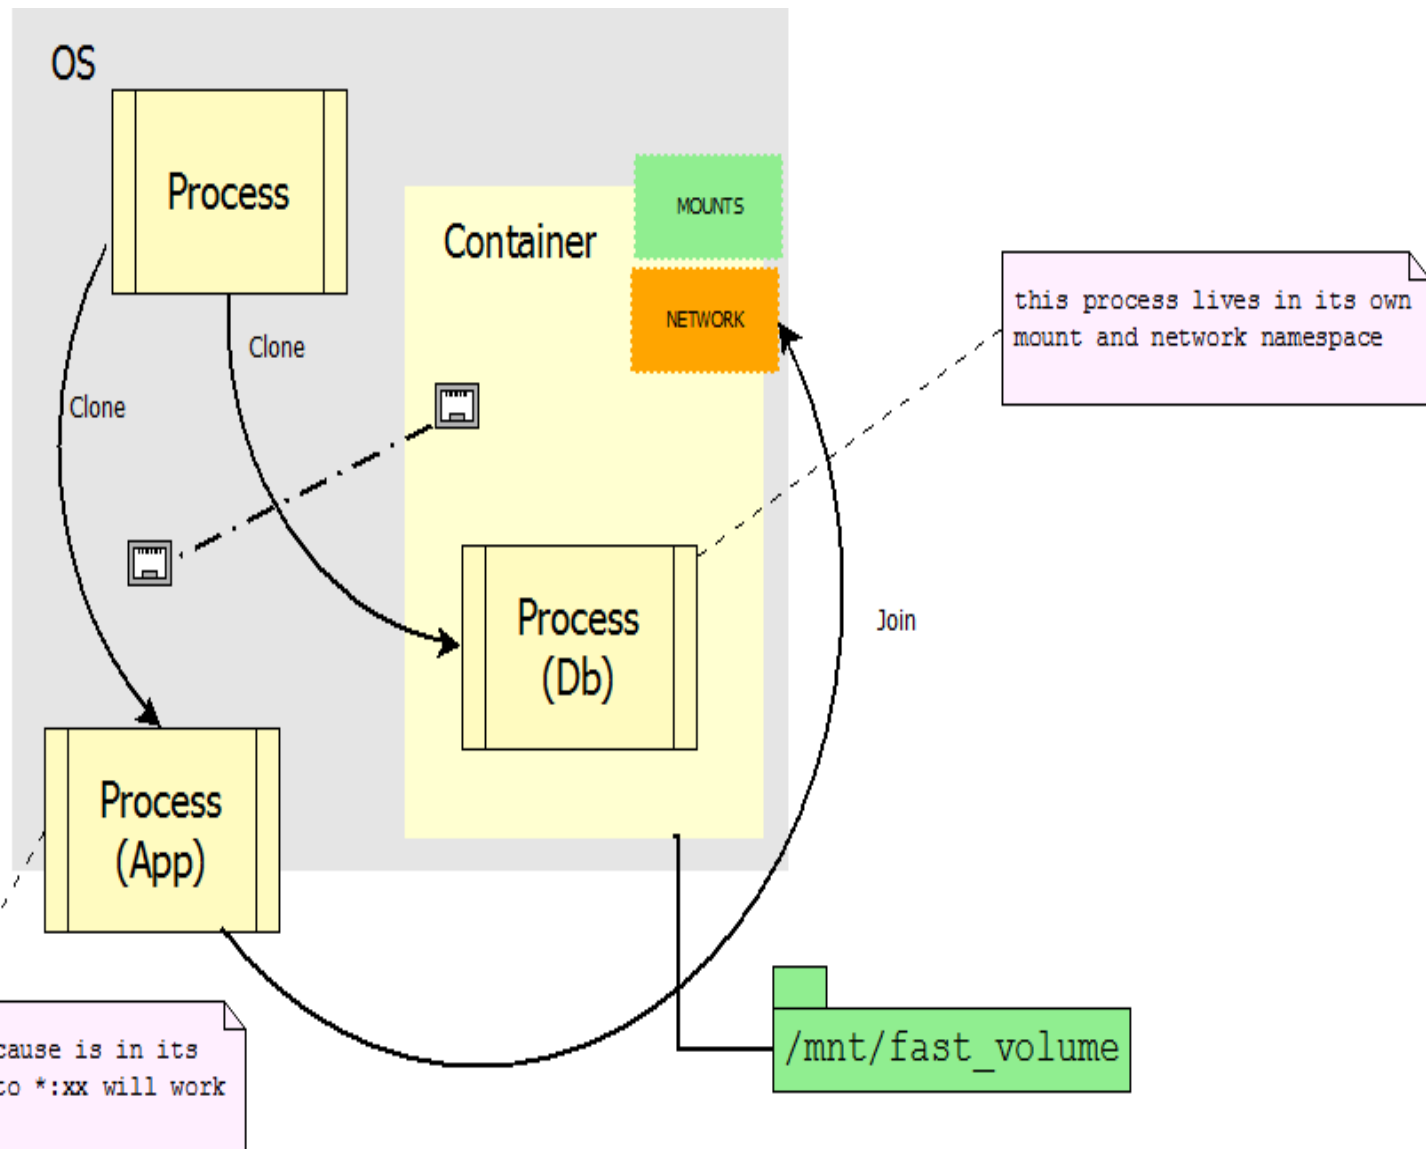 OS
Process
MOUNTS
Container
NETWORK
this process lives in its own
mount and network namespace
Clone
Clone
Process
(Db)
Join
Process
(App)
/mnt/fast_volume
is in its
to *:xx will work